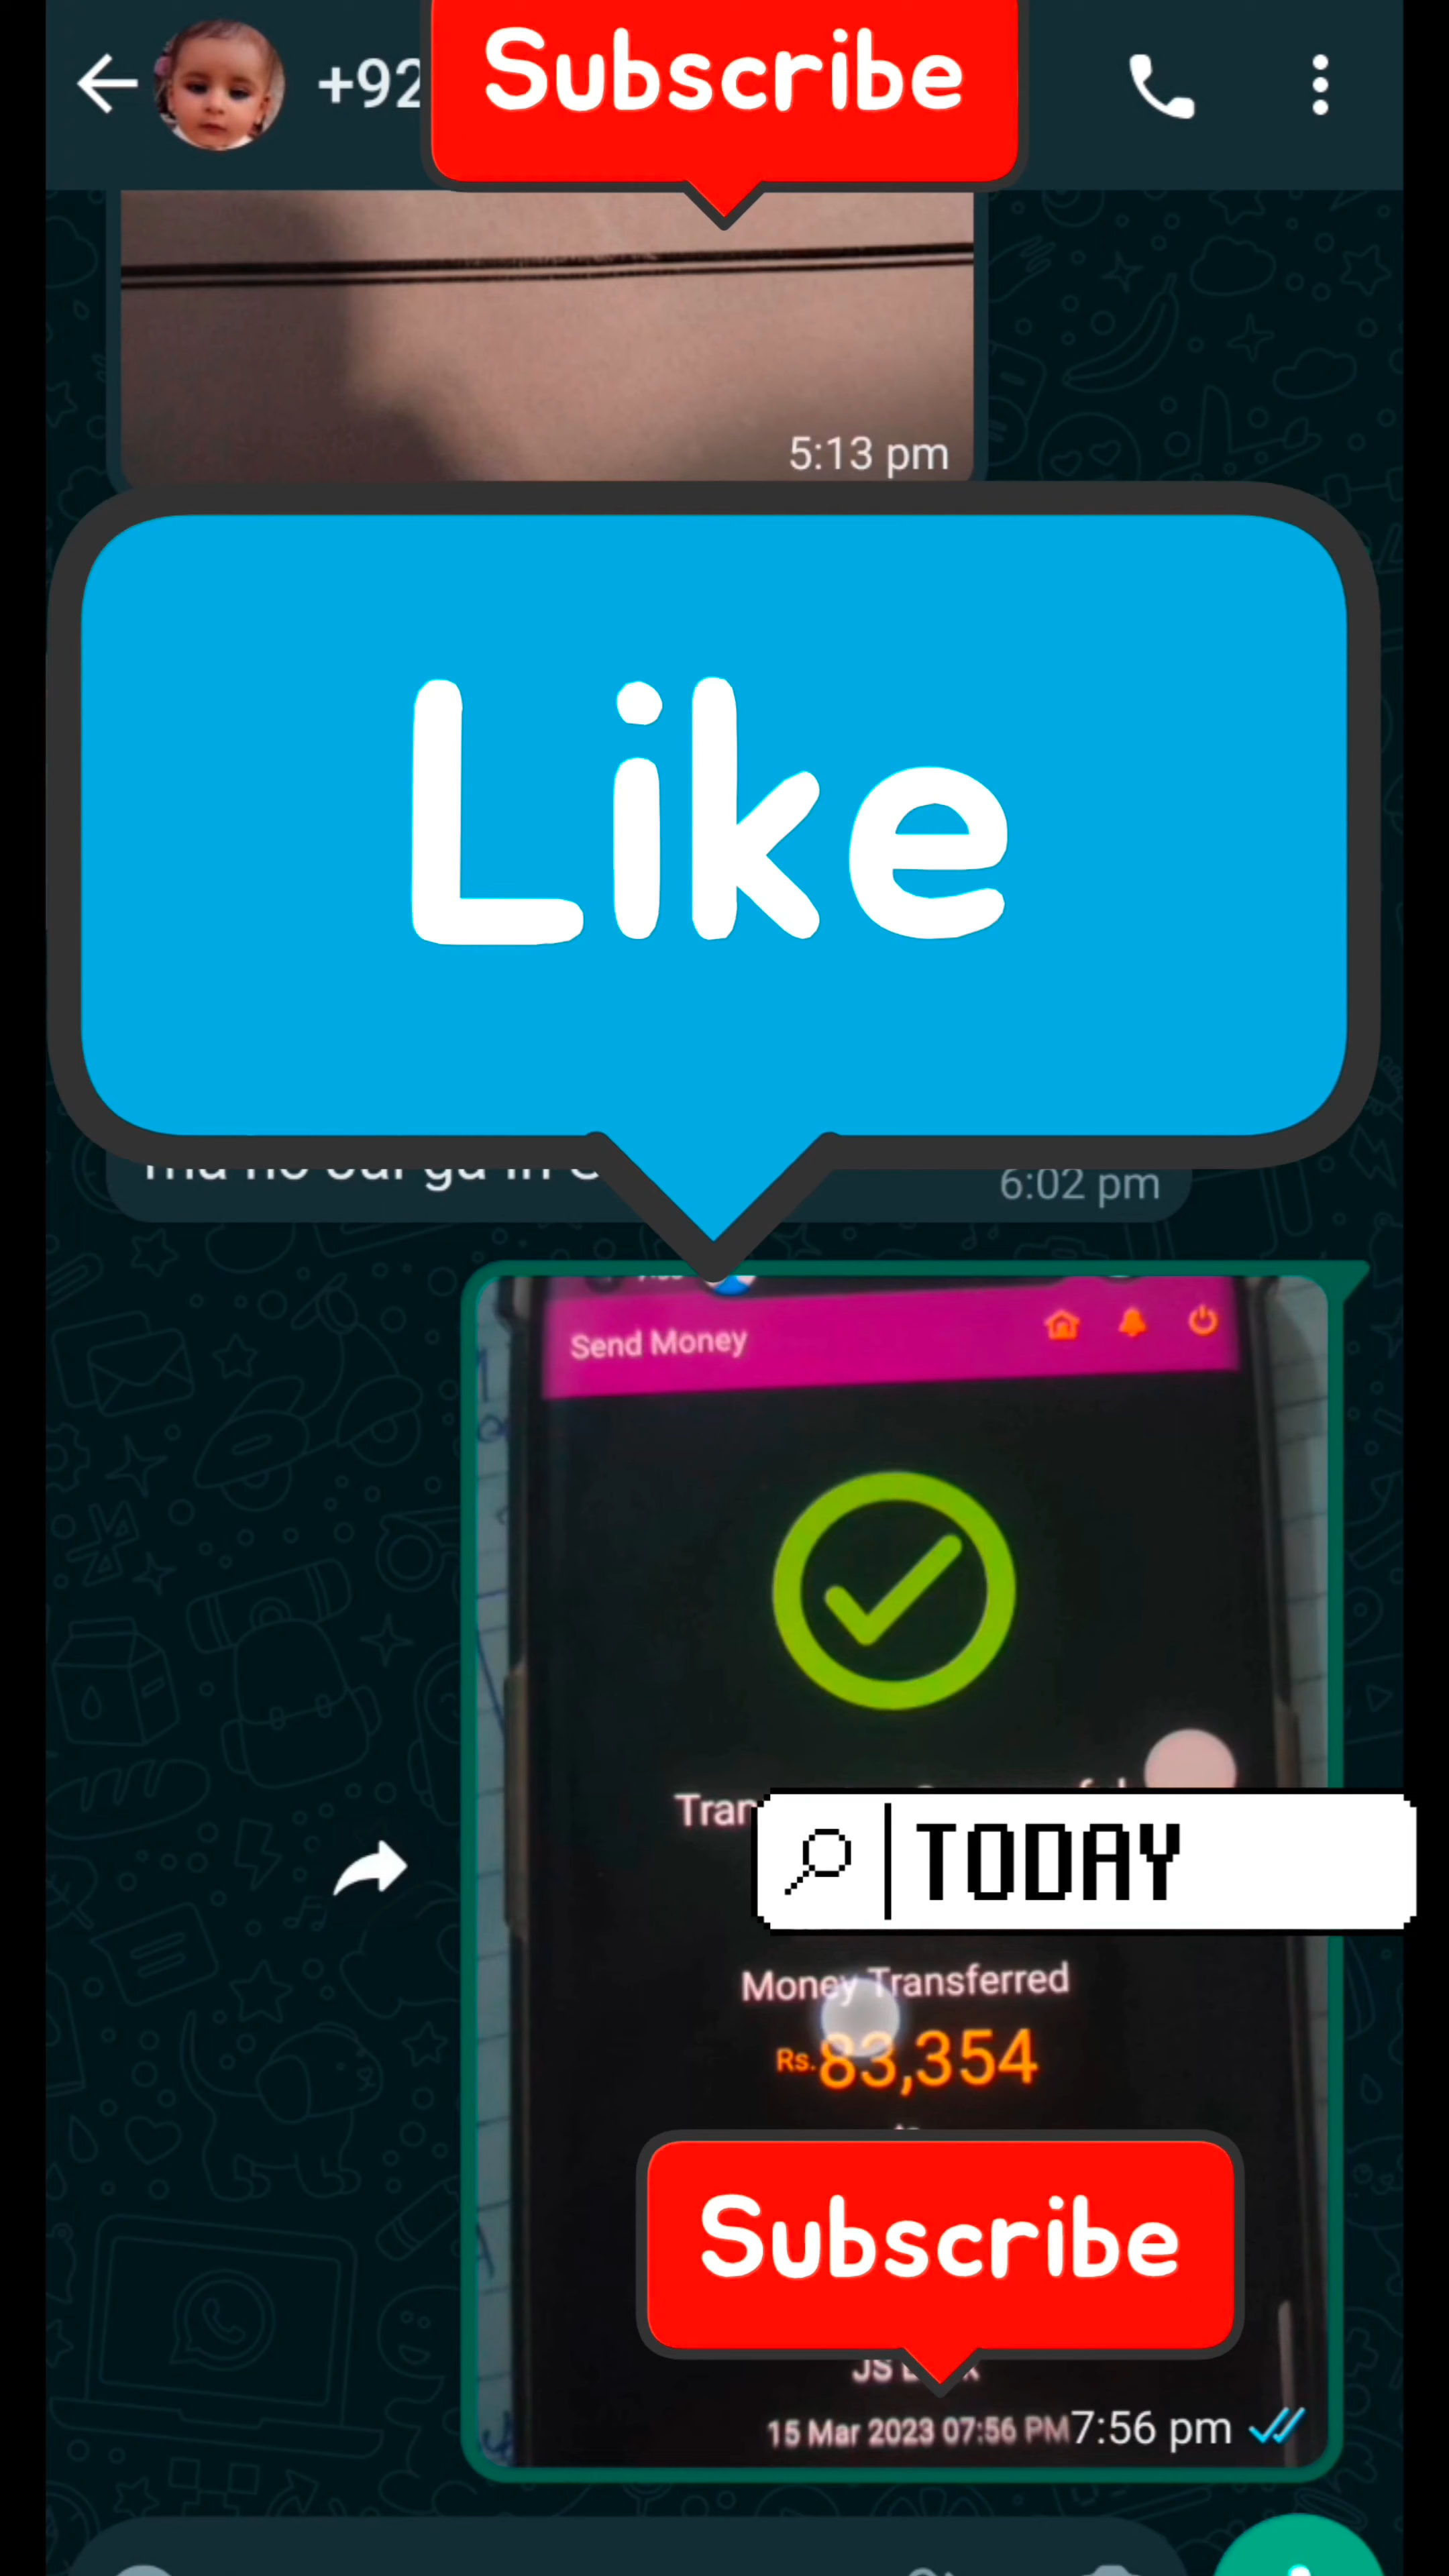 +92
Subscribe
5:13 pm
Like
6:02 pm
Send Money
TODAY
Money Transferred
Rs.83,354
Subscribe
JS
15 Mar 2023 07:56 PM
7:56 pm